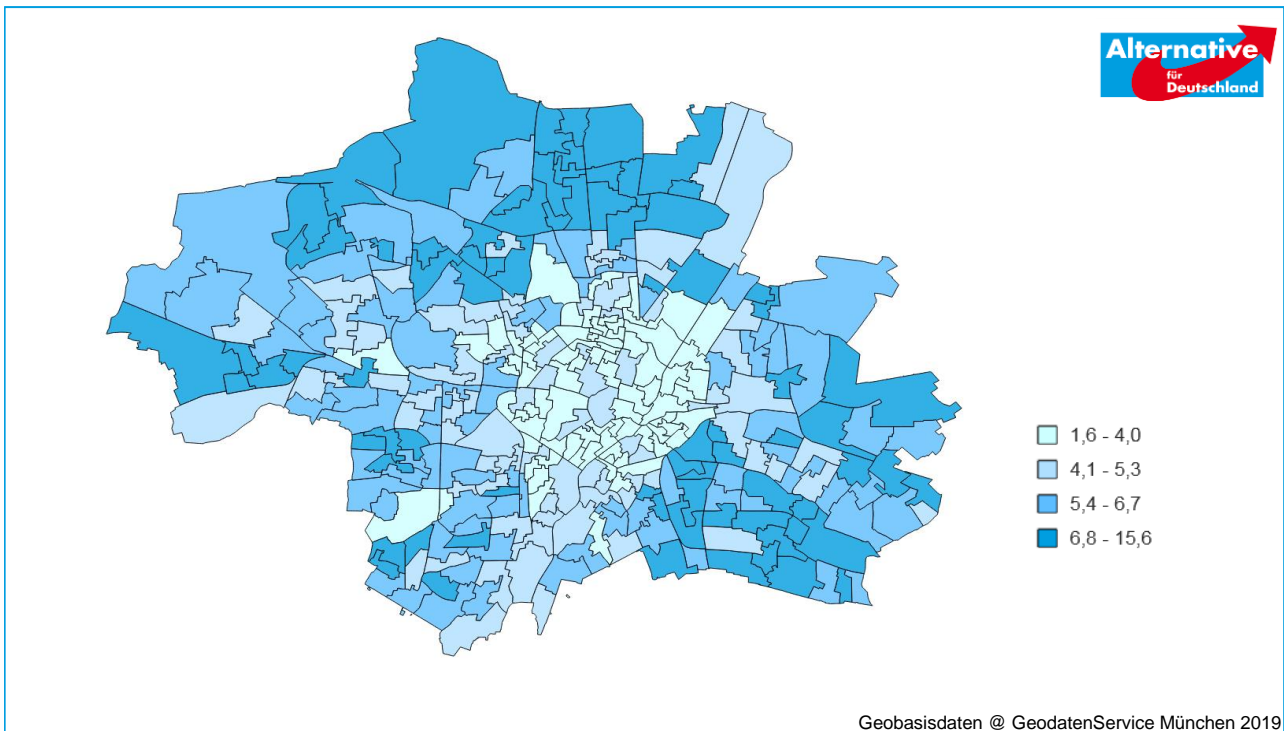 Alternative
für
Deutschland
1,6 - 4,0
4,1 - 5,3
5,4 - 6,7
6,8 - 15,6
Geobasisdaten @ GeodatenService München 2019